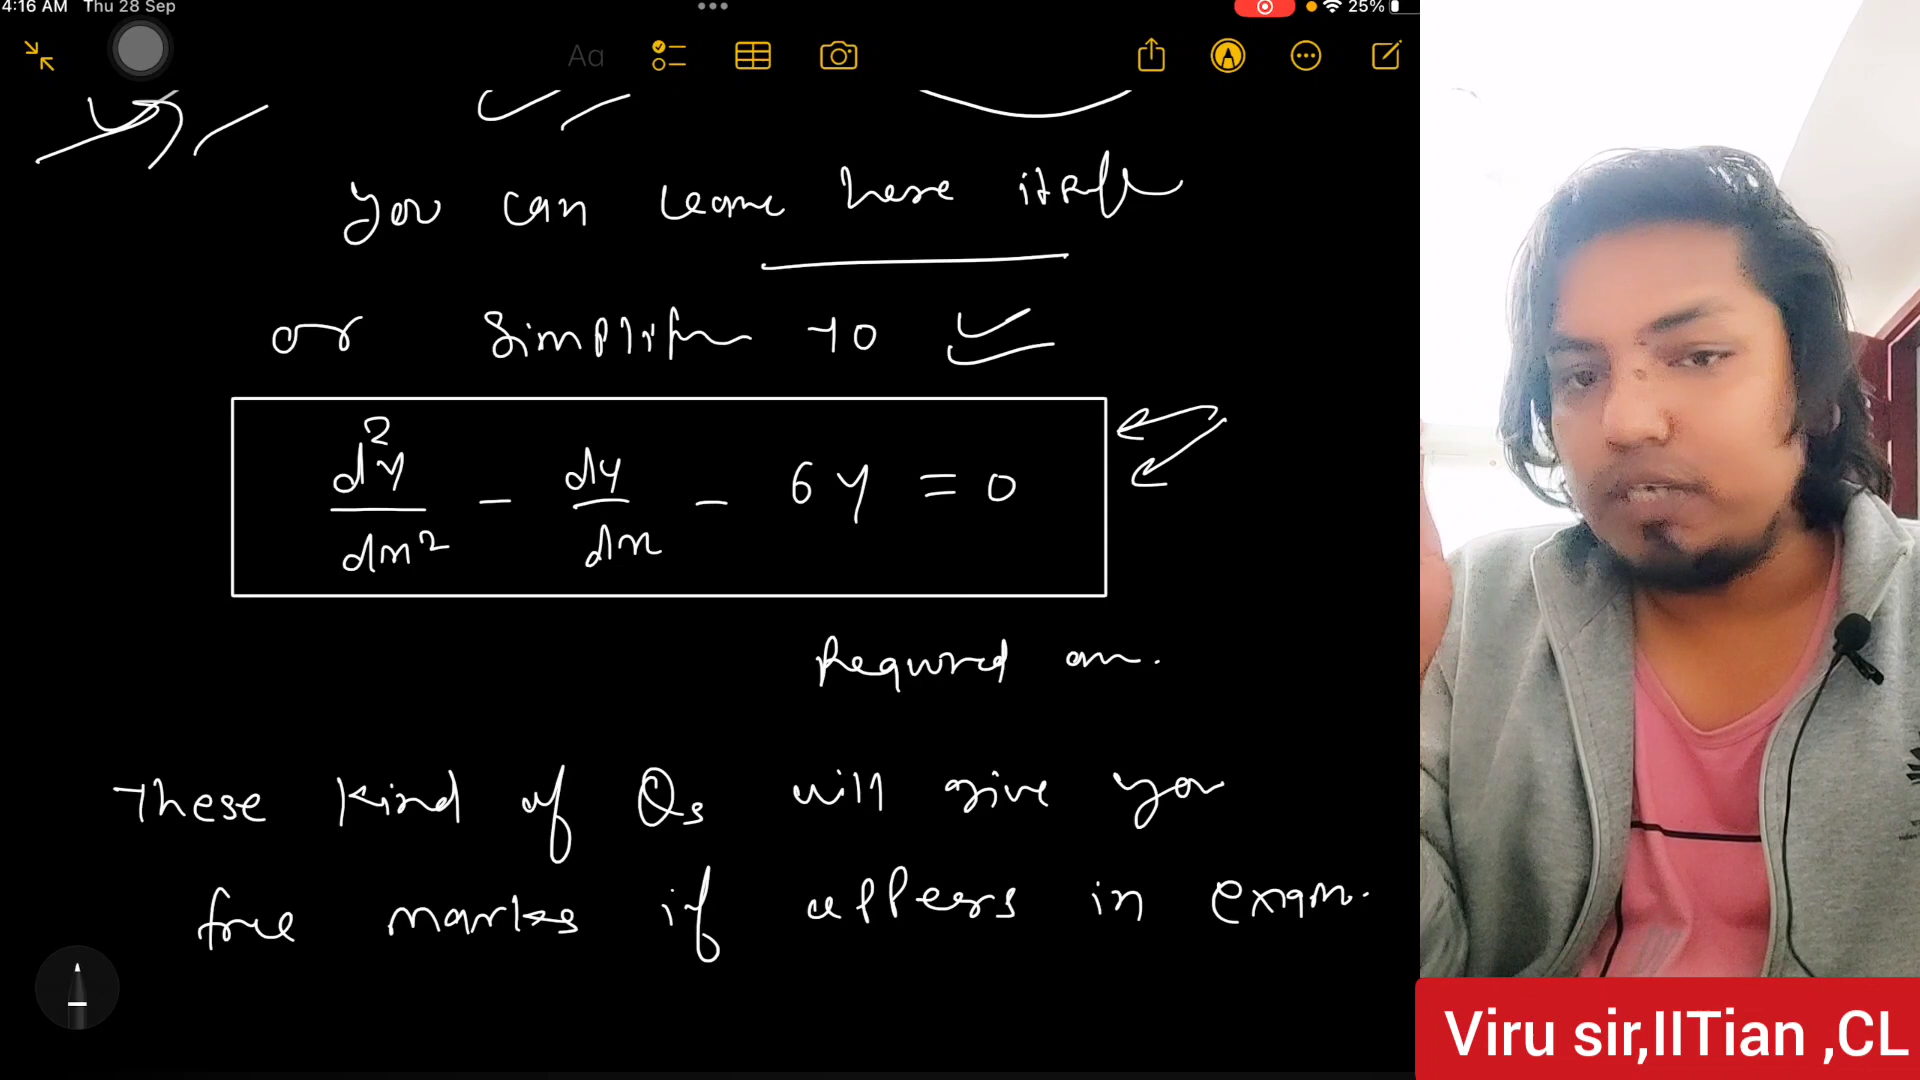 4:16 AM Thu 28 Sep
25%
Aa
You can leave here itself
or simplify to
d²y/dx² - dy/dx - 6y = 0
Required an.
These kind of Qs will give you
free marks if appears in exam.
Viru sir,IITian ,CL